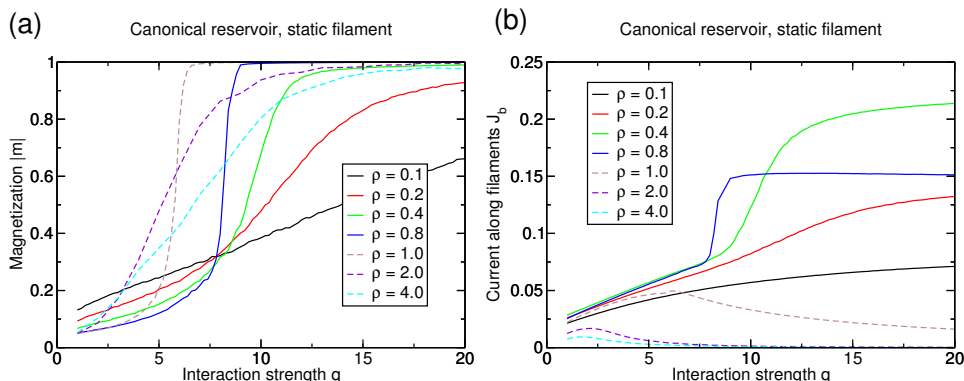 (a)
Canonical reservoir, static filament
Magnetization |m|
1
0.8
0.6
0.4
0.2
0
0
5
10
15
20
Interaction strength g
ρ = 0.1
ρ = 0.2
ρ = 0.4
ρ = 0.8
ρ = 1.0
ρ = 2.0
ρ = 4.0
(b)
Canonical reservoir, static filament
Current along filaments J_b
0.25
0.2
0.15
0.1
0.05
0
0
5
10
15
20
Interaction strength g
ρ = 0.1
ρ = 0.2
ρ = 0.4
ρ = 0.8
ρ = 1.0
ρ = 2.0
ρ = 4.0